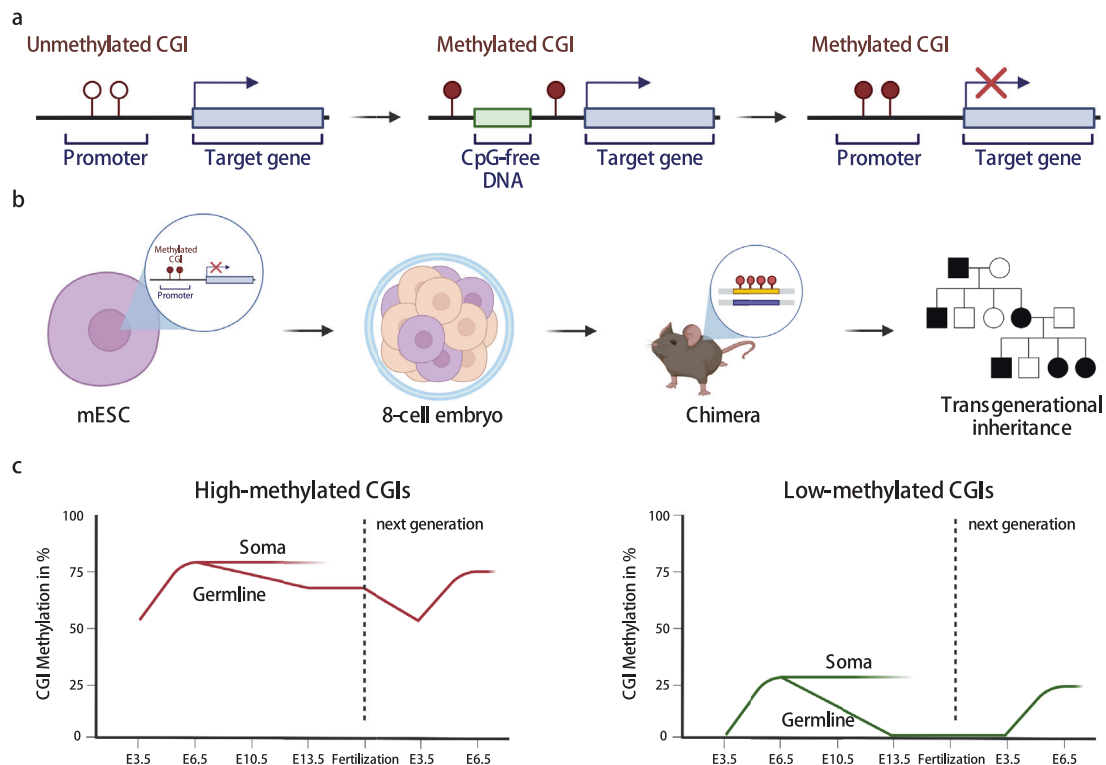 a
Unmethylated CGI
Methylated CGI
Methylated CGI
Promoter
Target gene
CpG-free
DNA
Target gene
Promoter
Target gene
b
Methylated
CGI
Promoter
mESC
8-cell embryo
Chimera
Transgenerational
inheritance
c
High-methylated CGIs
CGI Methylation in %
100
75
50
25
0
next generation
Soma
Germline
E3.5
E6.5
E10.5
E13.5
Fertilization
E3.5
E6.5
Low-methylated CGIs
CGI Methylation in %
100
75
50
25
0
next generation
Soma
Germline
E3.5
E6.5
E10.5
E13.5
Fertilization
E3.5
E6.5